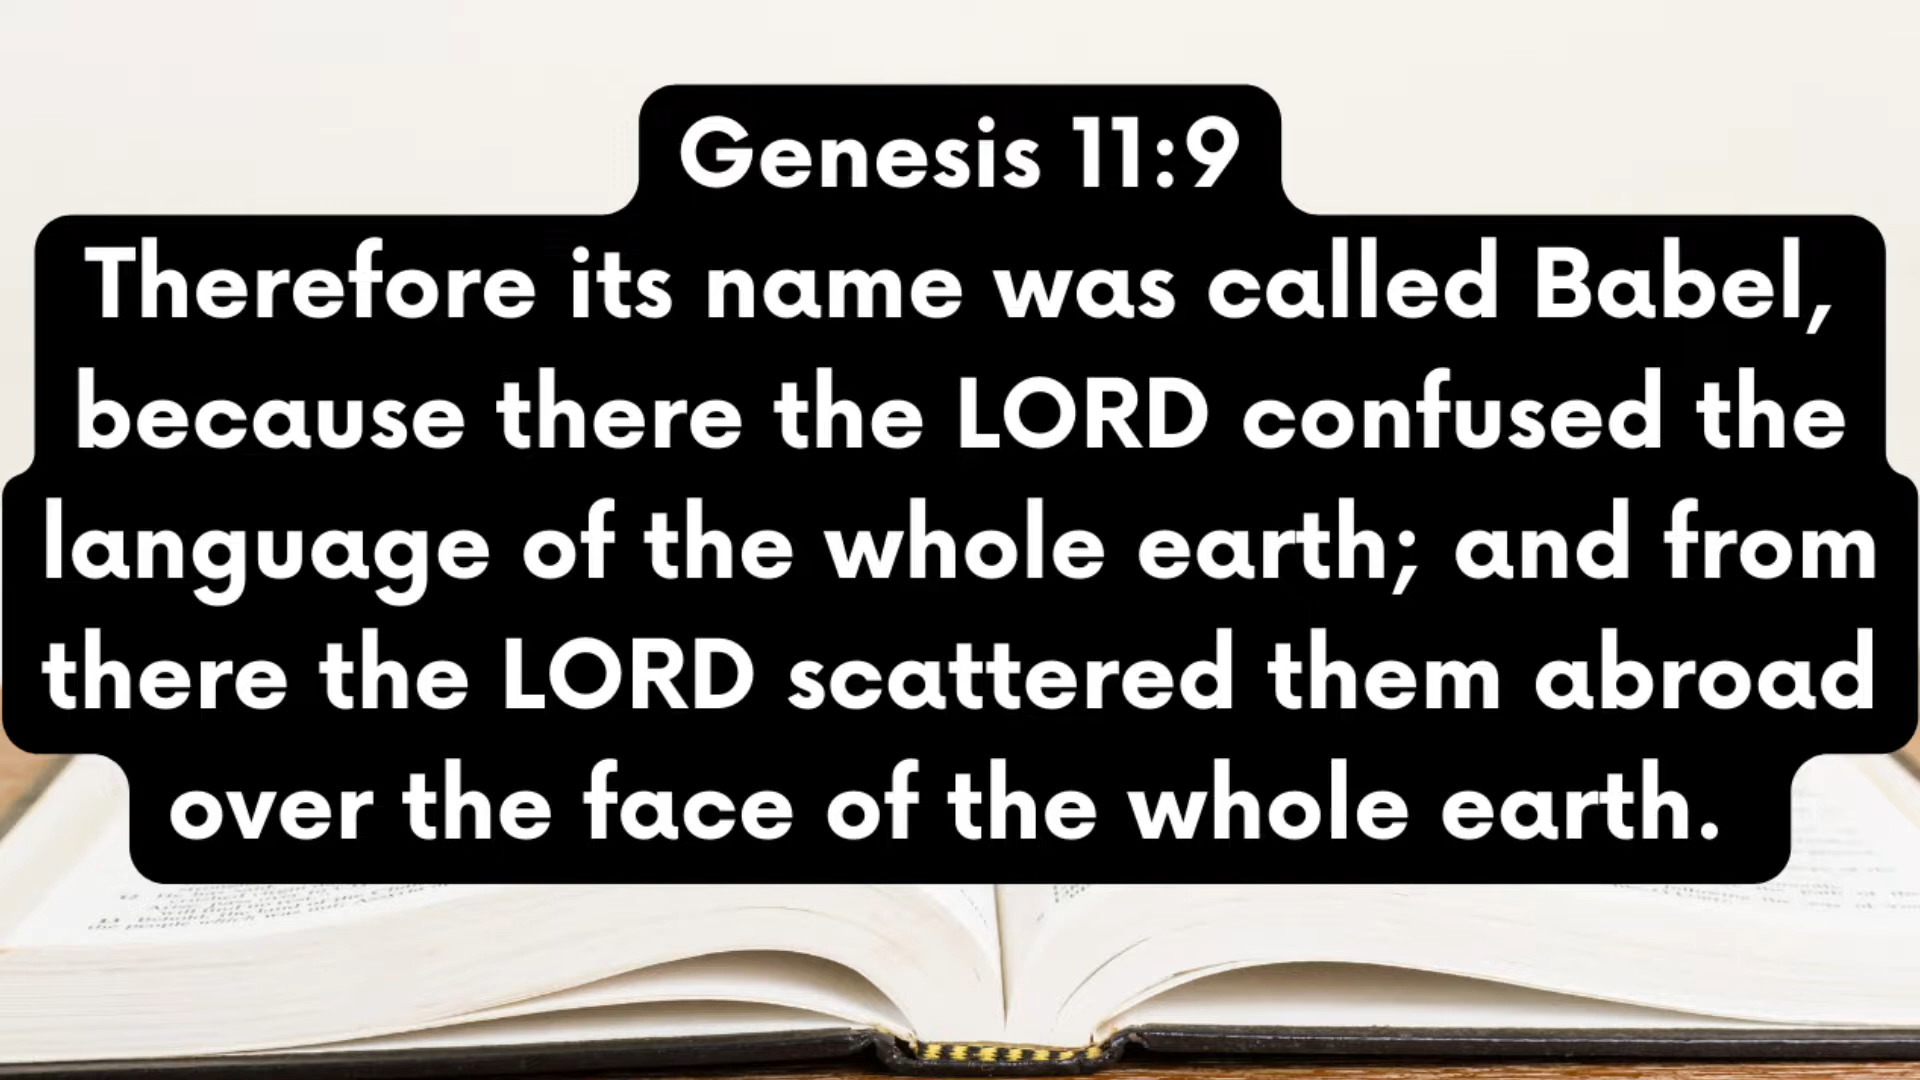 Genesis 11:9
Therefore its name was called Babel,
because there the LORD confused the
language of the whole earth; and from
there the LORD scattered them abroad
over the face of the whole earth.